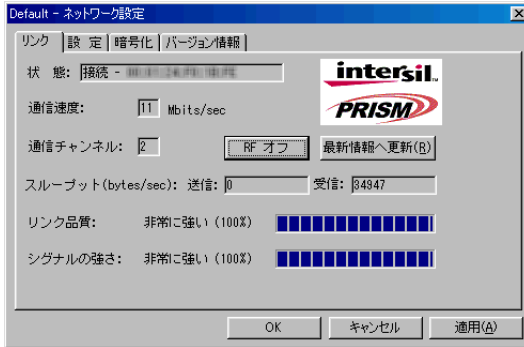 Default - ネットワーク設定
リンク 設 定 暗号化 バージョン情報
状 態: 接続 -
intersil
PRISM
通信速度: 11 Mbits/sec
通信チャンネル: 2 RF オフ 最新情報へ更新(R)
スループット(bytes/sec): 送信: 0 受信: 34947
リンク品質: 非常に強い (100%)
シグナルの強さ: 非常に強い (100%)
OK キャンセル 適用(A)